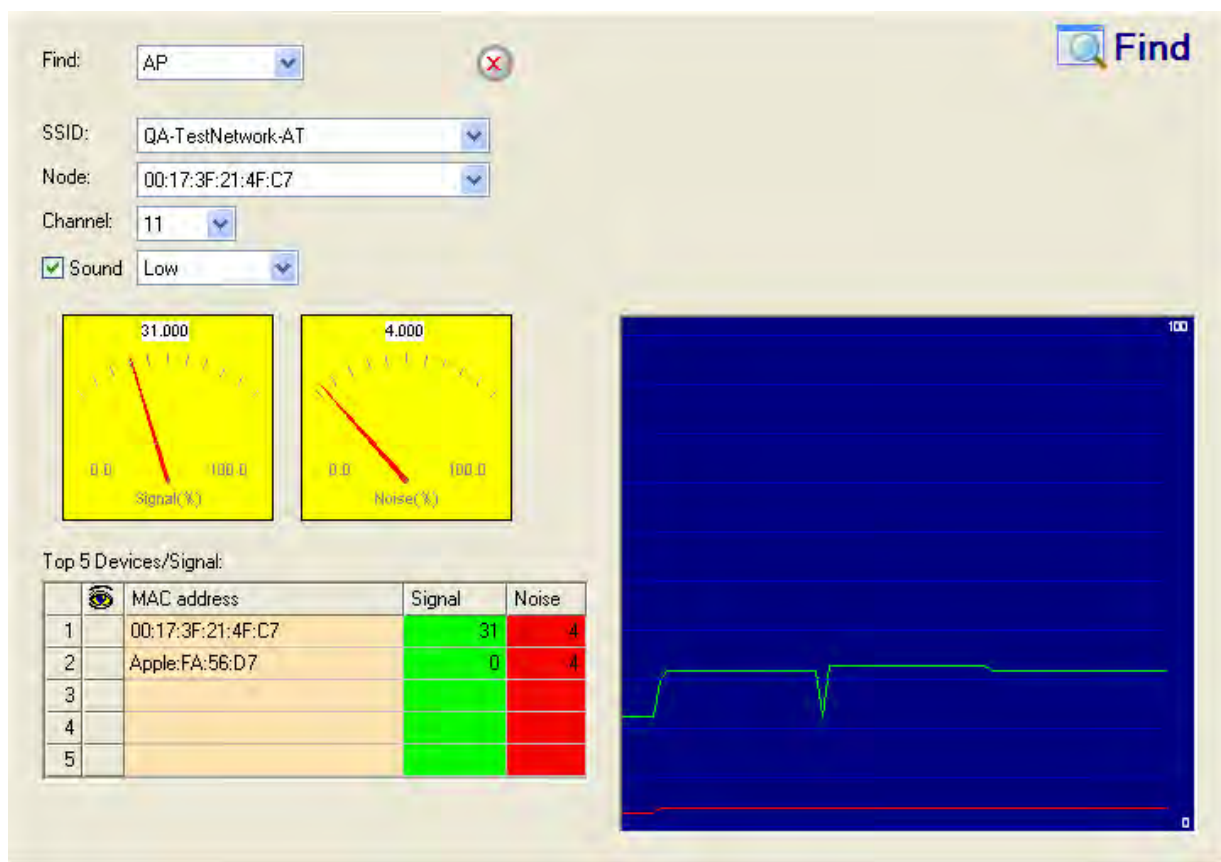 Find: AP
Find
SSID: QA-TestNetwork-AT
Node: 00:17:3F:21:4F:C7
Channel: 11
Sound Low
31.000
0.0 100.0
Signal(%)
4.000
0.0 100.0
Noise(%)
100
0
Top 5 Devices/Signal:
MAC address Signal Noise
1 00:17:3F:21:4F:C7 31 4
2 Apple:FA:56:D7 0 4
3
4
5